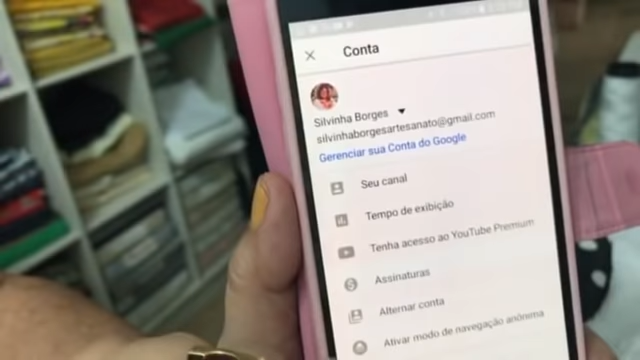 Conta
Silvinha Borges
silvinhaborgesartesanato@gmail.com
Gerenciar sua Conta do Google
Seu canal
Tempo de exibição
Tenha acesso ao YouTube Premium
Assinaturas
Alternar conta
Ativar modo de navegação anônima